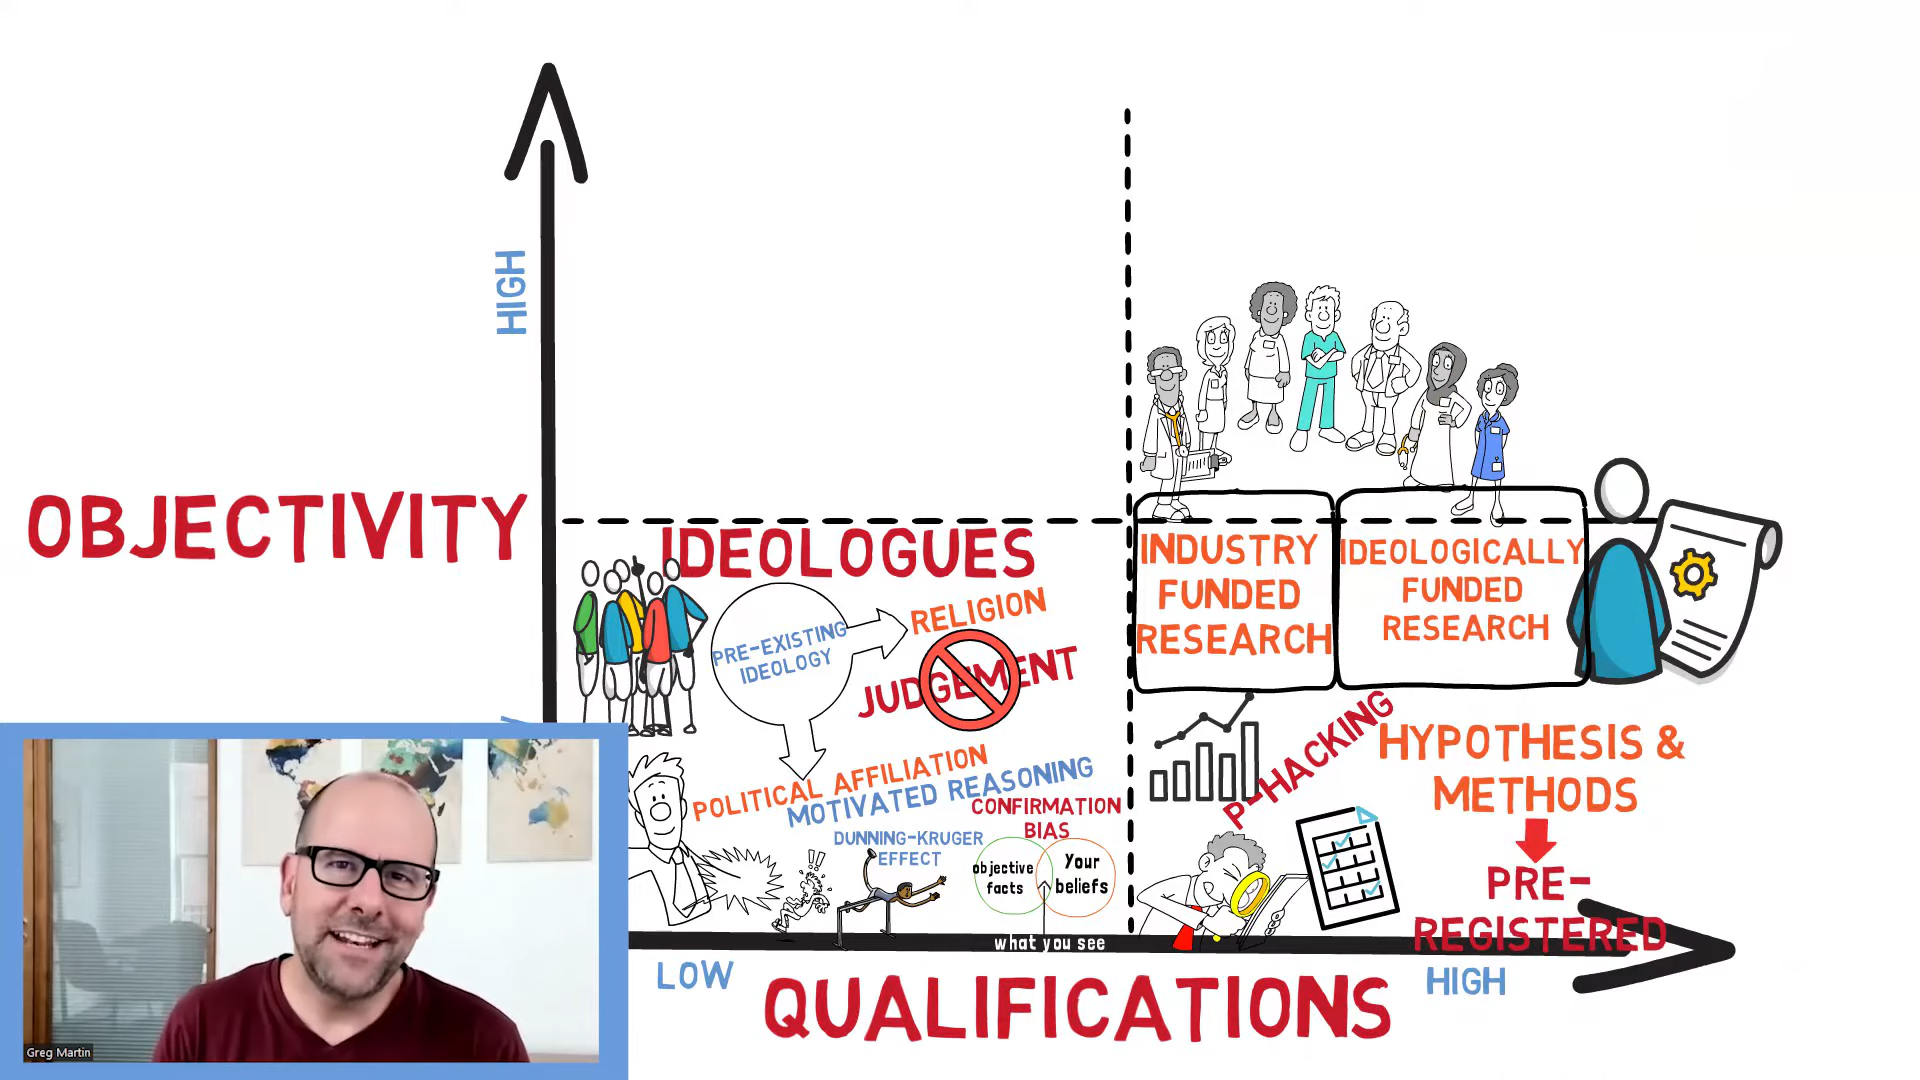 HIGH
OBJECTIVITY
IDEOLOGUES
PRE-EXISTING
IDEOLOGY
RELIGION
JUDGEMENT
POLITICAL AFFILIATION
MOTIVATED REASONING
CONFIRMATION
BIAS
DUNNING-KRUGER
EFFECT
objective
facts
Your
beliefs
what you see
INDUSTRY
FUNDED
RESEARCH
IDEOLOGICALLY
FUNDED
RESEARCH
P-HACKING
HYPOTHESIS &
METHODS
PRE-
REGISTERED
LOW
QUALIFICATIONS
HIGH
Greg Martin